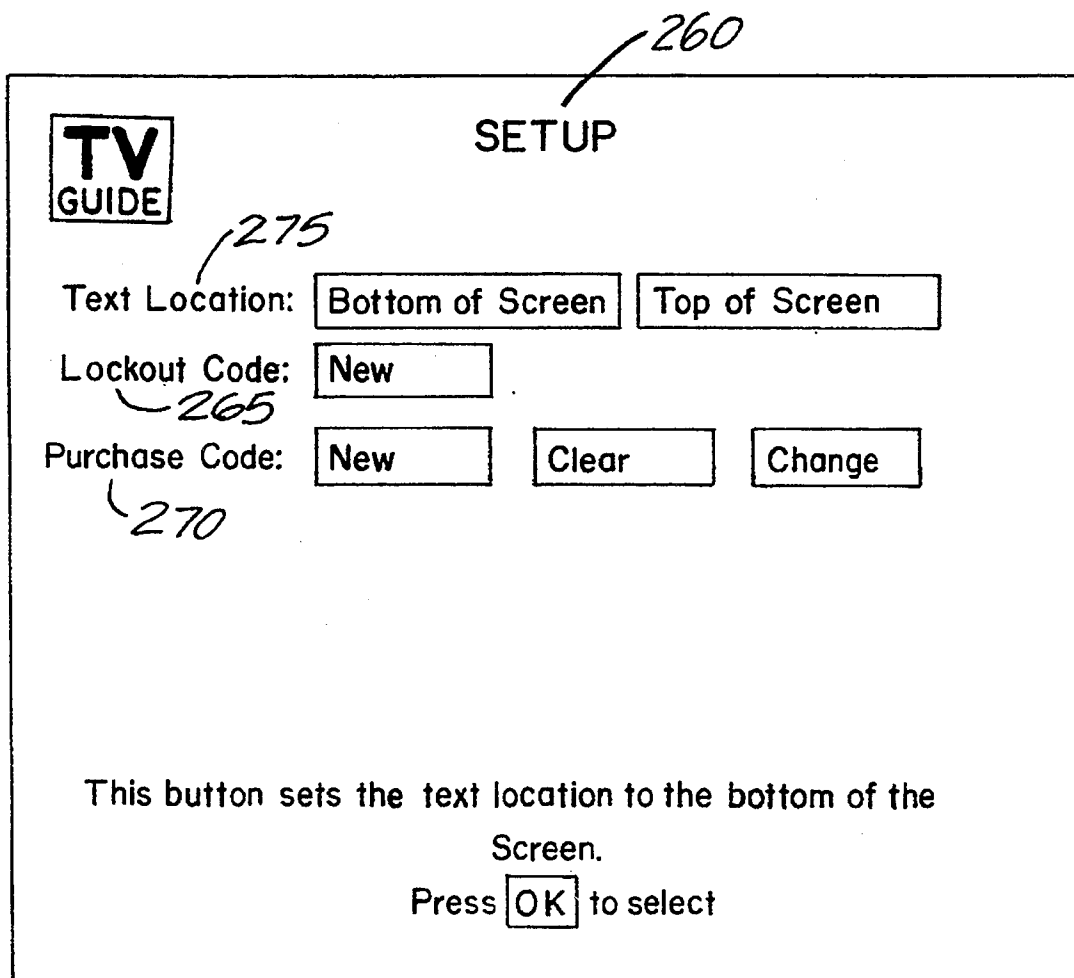 260
SETUP
TV
GUIDE
275
Text Location: Bottom of Screen Top of Screen
Lockout Code: New
265
Purchase Code: New Clear Change
270
This button sets the text location to the bottom of the
Screen.
Press OK to select